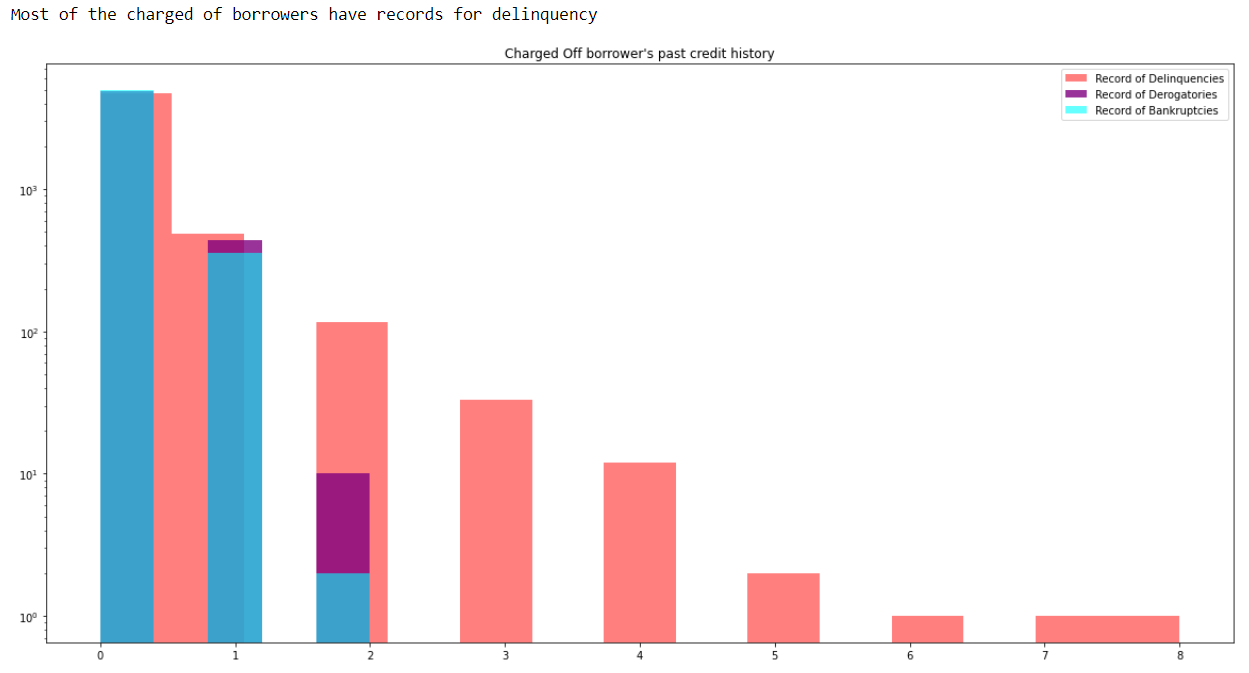 Most of the charged of borrowers have records for delinquency
Charged Off borrower's past credit history
Record of Delinquencies
Record of Derogatories
Record of Bankruptcies
10³
10²
10¹
10⁰
0 1 2 3 4 5 6 7 8